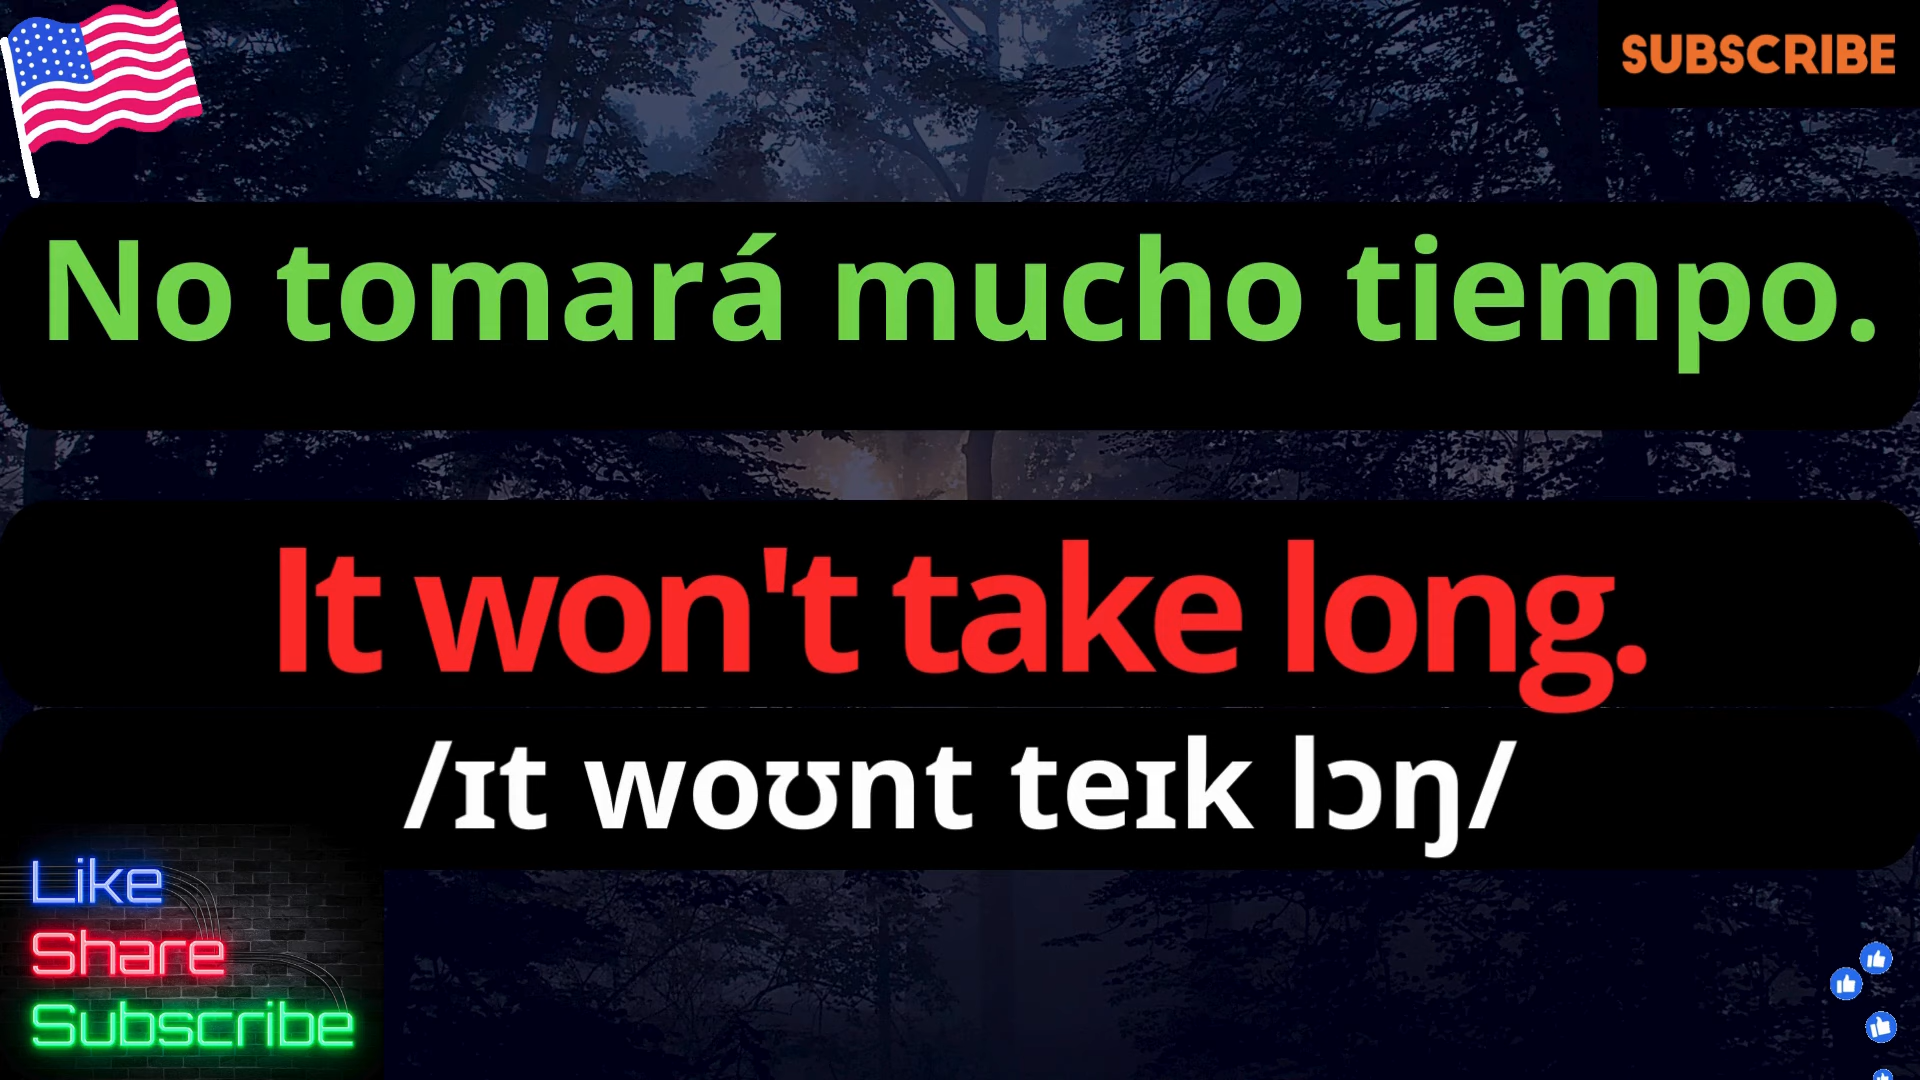 SUBSCRIBE
No tomará mucho tiempo.
It won't take long.
/ɪt woʊnt teɪk lɔŋ/
Like
Share
Subscribe